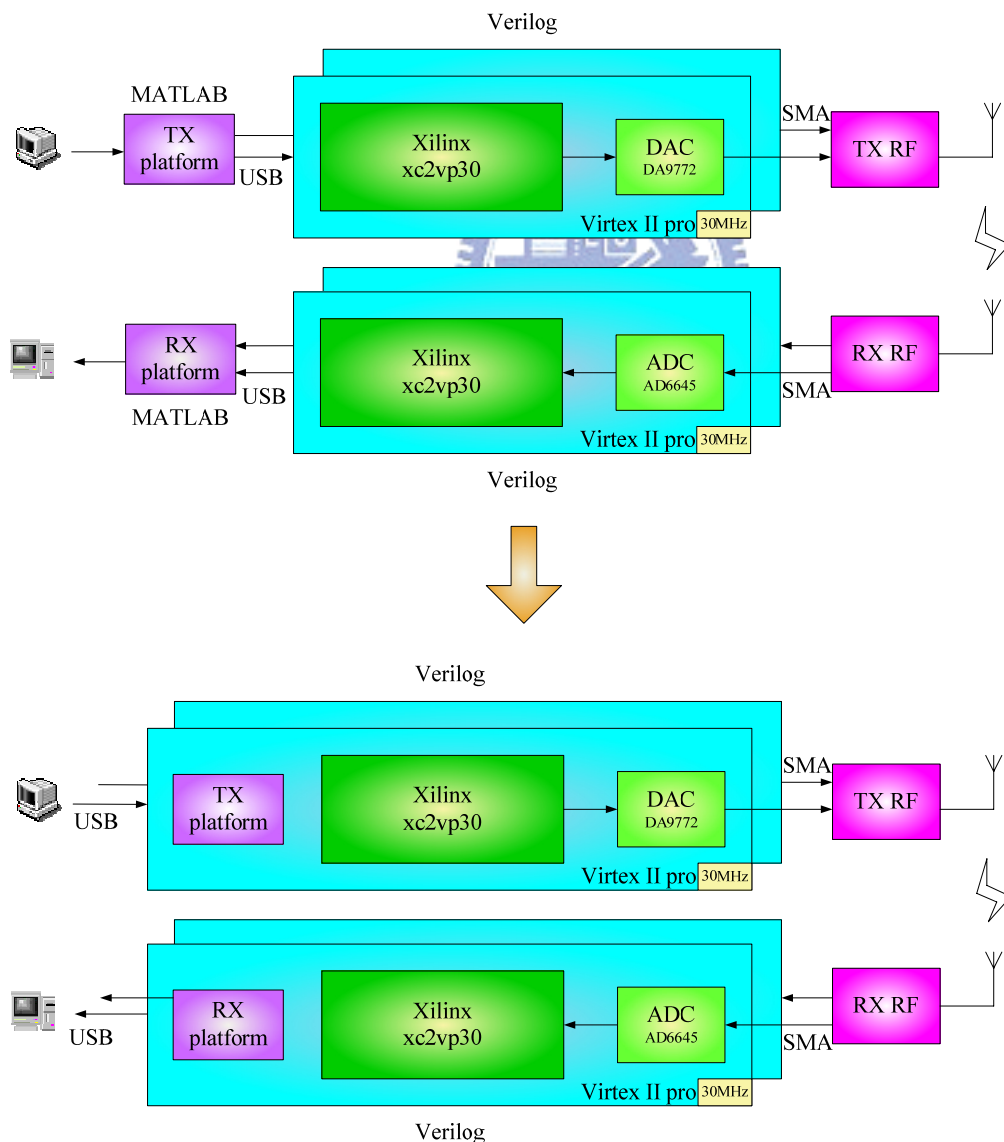 Verilog
MATLAB
TX
platform
USB
Xilinx
xc2vp30
DAC
DA9772
Virtex II pro
30MHz
SMA
TX RF
RX
platform
MATLAB
USB
Xilinx
xc2vp30
ADC
AD6645
Virtex II pro
30MHz
SMA
RX RF
Verilog
Verilog
USB
TX
platform
Xilinx
xc2vp30
DAC
DA9772
Virtex II pro
30MHz
SMA
TX RF
USB
RX
platform
Xilinx
xc2vp30
ADC
AD6645
Virtex II pro
30MHz
SMA
RX RF
Verilog